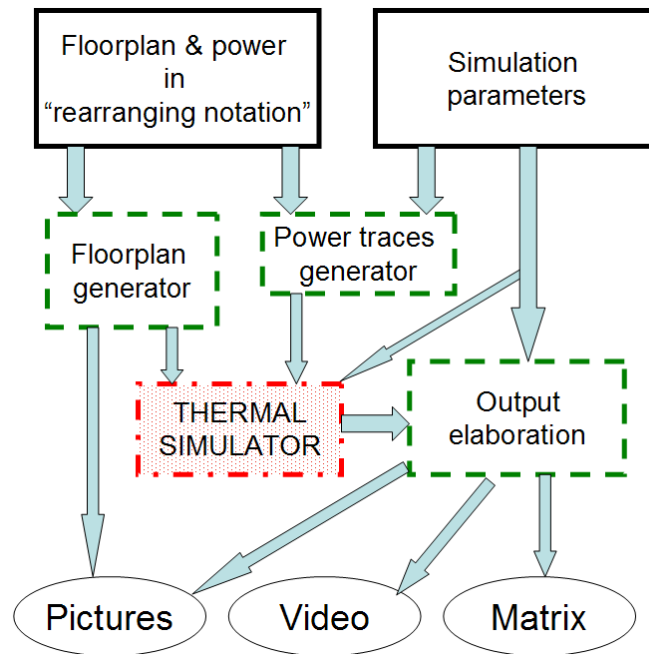 Floorplan & power
in
“rearranging notation”
Simulation
parameters
Floorplan
generator
Power traces
generator
THERMAL
SIMULATOR
Output
elaboration
Pictures
Video
Matrix